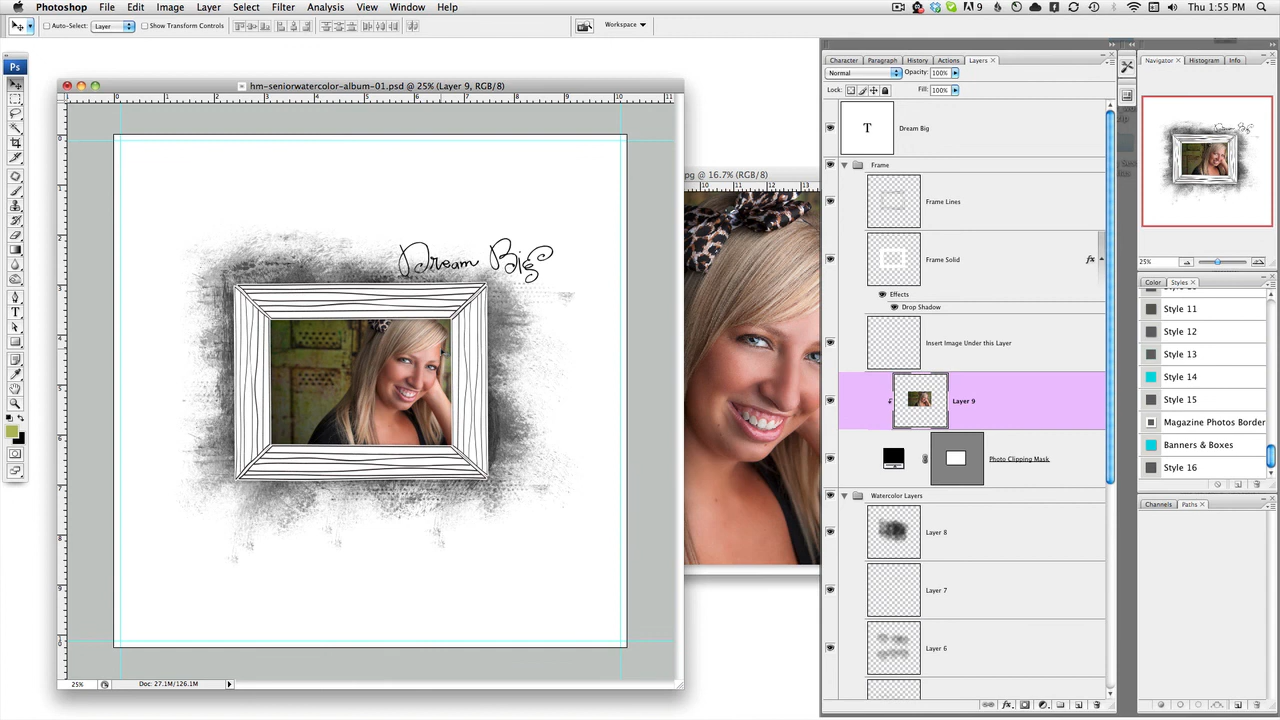 Photoshop File Edit Image Layer Select Filter Analysis View Window Help
9
Thu 1:55 PM
Auto-Select: Layer Show Transform Controls
Workspace
Ps
hm-seniorwatercolor-album-01.psd @ 25% (Layer 9, RGB/8)
pg @ 16.7% (RGB/8)
Dream Big
25% Doc: 27.1M/126.1M
Character Paragraph History Actions Layers
Normal Opacity: 100%
Lock: Fill: 100%
T Dream Big
Frame
Frame Lines
Frame Solid fx
Effects
Drop Shadow
Insert Image Under this Layer
Layer 9
Photo Clipping Mask
Watercolor Layers
Layer 8
Layer 7
Layer 6
Navigator Histogram Info
Dream Big
25%
Color Styles
Style 11
Style 12
Style 13
Style 14
Style 15
Magazine Photos Border
Banners & Boxes
Style 16
Channels Paths